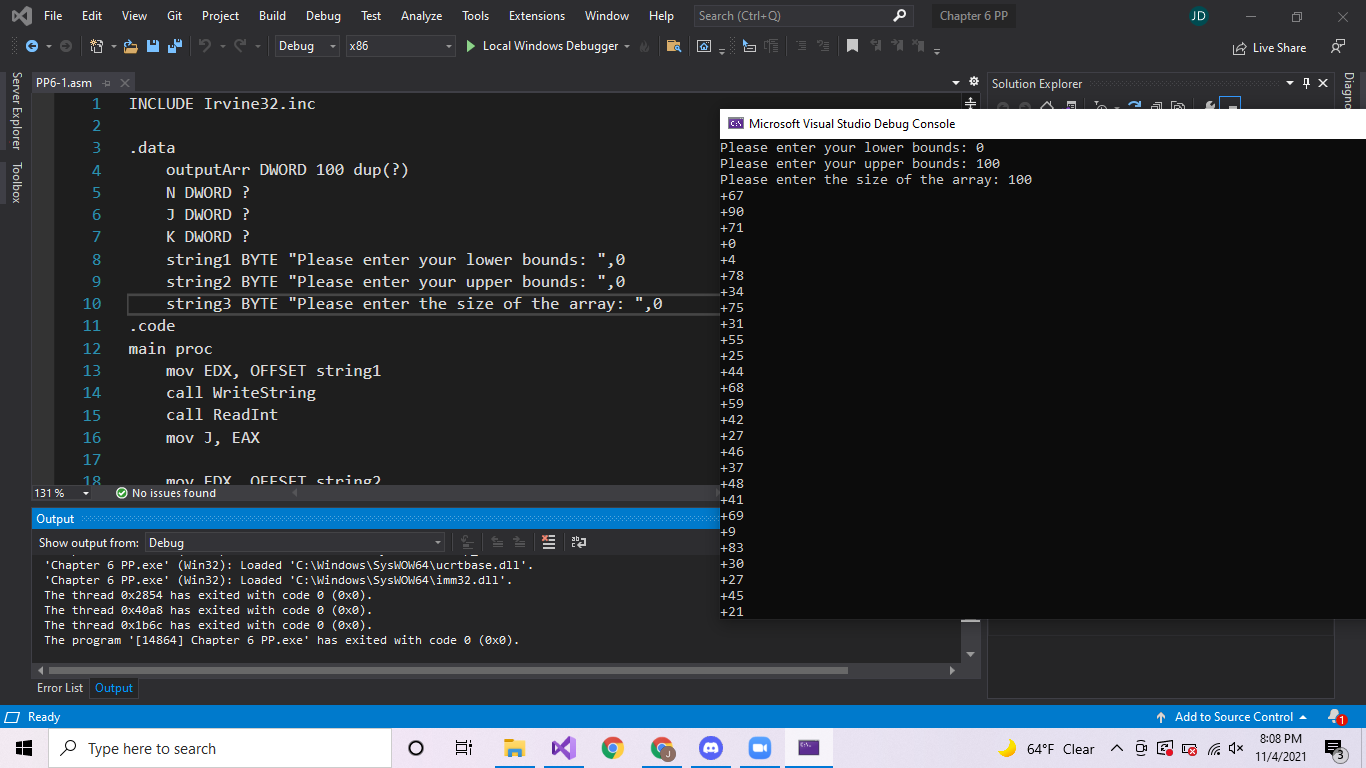 File Edit View Git Project Build Debug Test Analyze Tools Extensions Window Help Search (Ctrl+Q) Chapter 6 PP JD
Debug x86 Local Windows Debugger Live Share
Server Explorer
Toolbox
PP6-1.asm
1 INCLUDE Irvine32.inc
2
3 .data
4 outputArr DWORD 100 dup(?)
5 N DWORD ?
6 J DWORD ?
7 K DWORD ?
8 string1 BYTE "Please enter your lower bounds: ",0
9 string2 BYTE "Please enter your upper bounds: ",0
10 string3 BYTE "Please enter the size of the array: ",0
11 .code
12 main proc
13 mov EDX, OFFSET string1
14 call WriteString
15 call ReadInt
16 mov J, EAX
17
18 mov EDX, OFFSET string2
131 % No issues found
Solution Explorer
Microsoft Visual Studio Debug Console
Please enter your lower bounds: 0
Please enter your upper bounds: 100
Please enter the size of the array: 100
+67
+90
+71
+0
+4
+78
+34
+75
+31
+55
+25
+44
+68
+59
+42
+27
+46
+37
+48
+41
+69
+9
+83
+30
+27
+45
+21
Output
Show output from: Debug
'Chapter 6 PP.exe' (Win32): Loaded 'C:\Windows\SysWOW64\ucrtbase.dll'.
'Chapter 6 PP.exe' (Win32): Loaded 'C:\Windows\SysWOW64\imm32.dll'.
The thread 0x2854 has exited with code 0 (0x0).
The thread 0x40a8 has exited with code 0 (0x0).
The thread 0x1b6c has exited with code 0 (0x0).
The program '[14864] Chapter 6 PP.exe' has exited with code 0 (0x0).
Error List Output
Ready Add to Source Control 1
Type here to search 64°F Clear 8:08 PM
11/4/2021 3